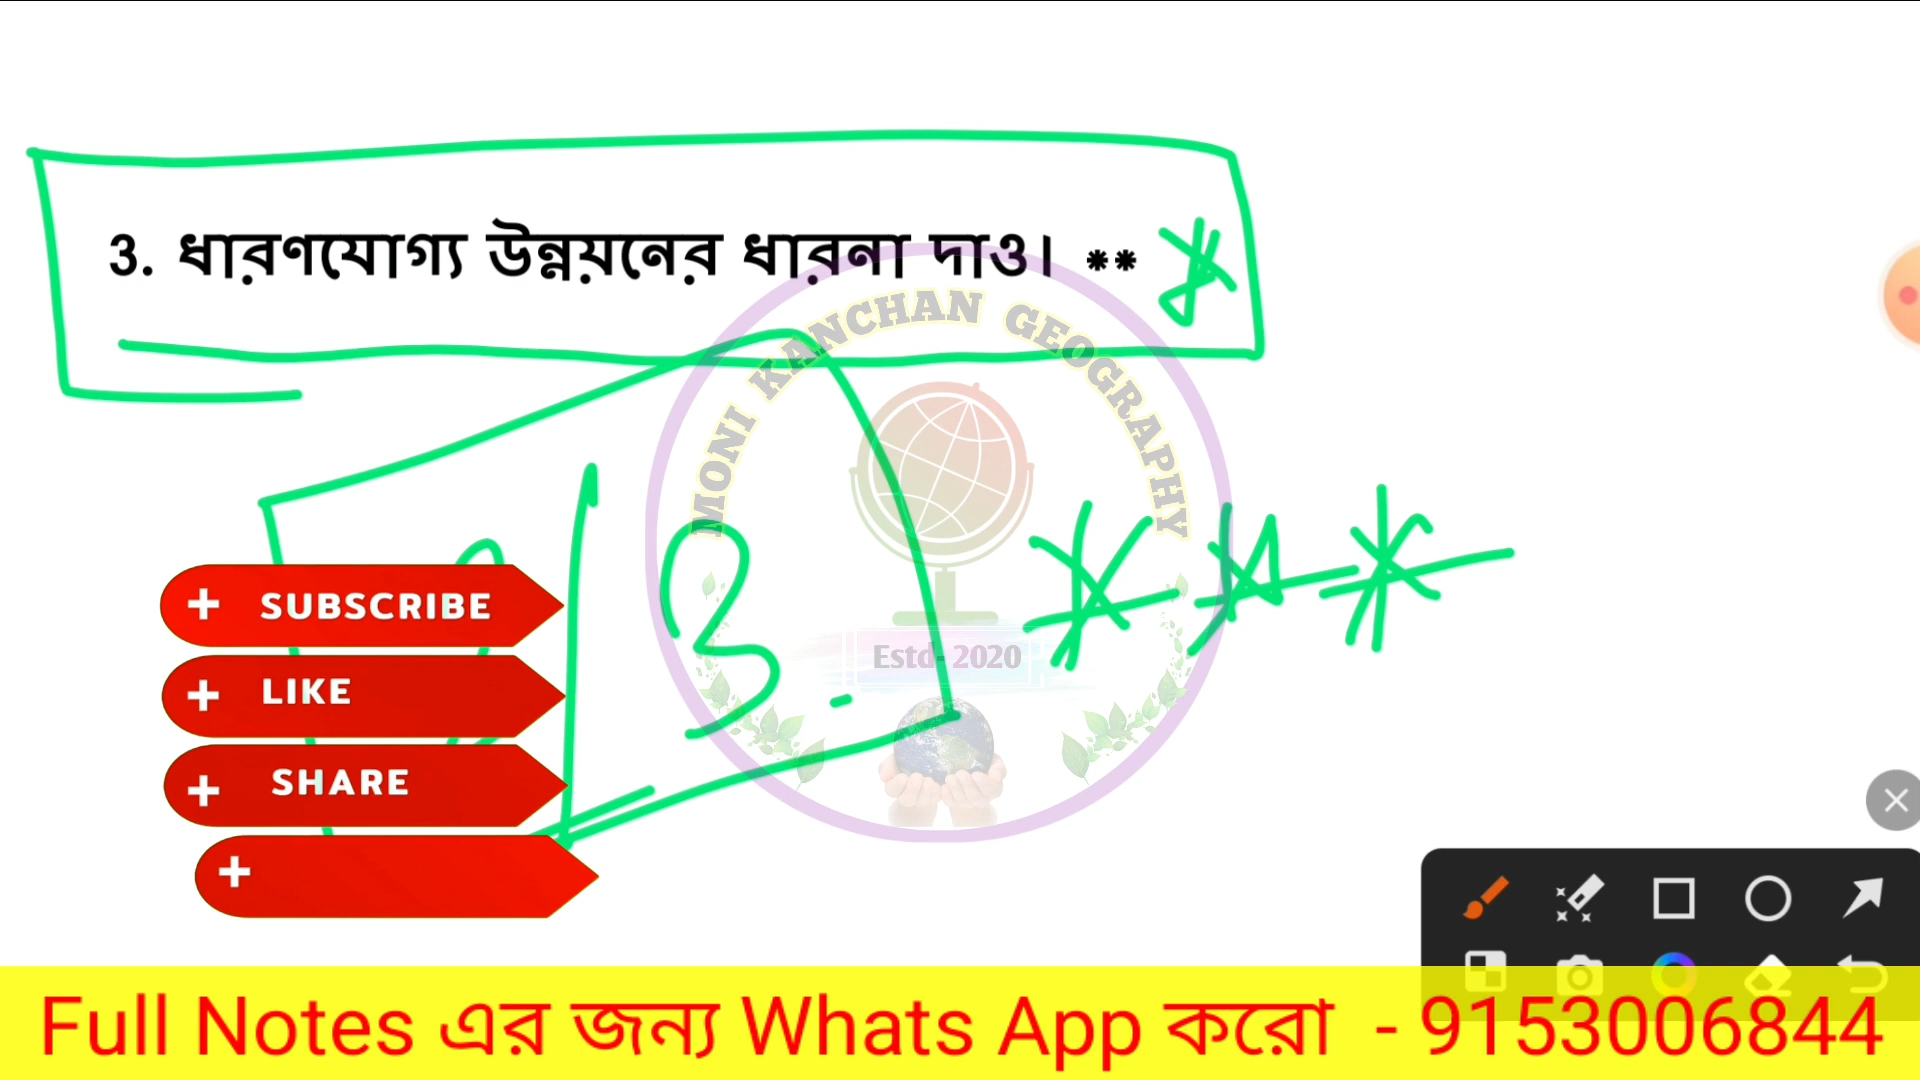 3. ধারণযোগ্য উন্নয়নের ধারনা দাও। **
MONI KANCHAN GEOGRAPHY
3.
Estd- 2020
+ SUBSCRIBE
+ LIKE
+ SHARE
+
Full Notes এর জন্য Whats App করো - 9153006844